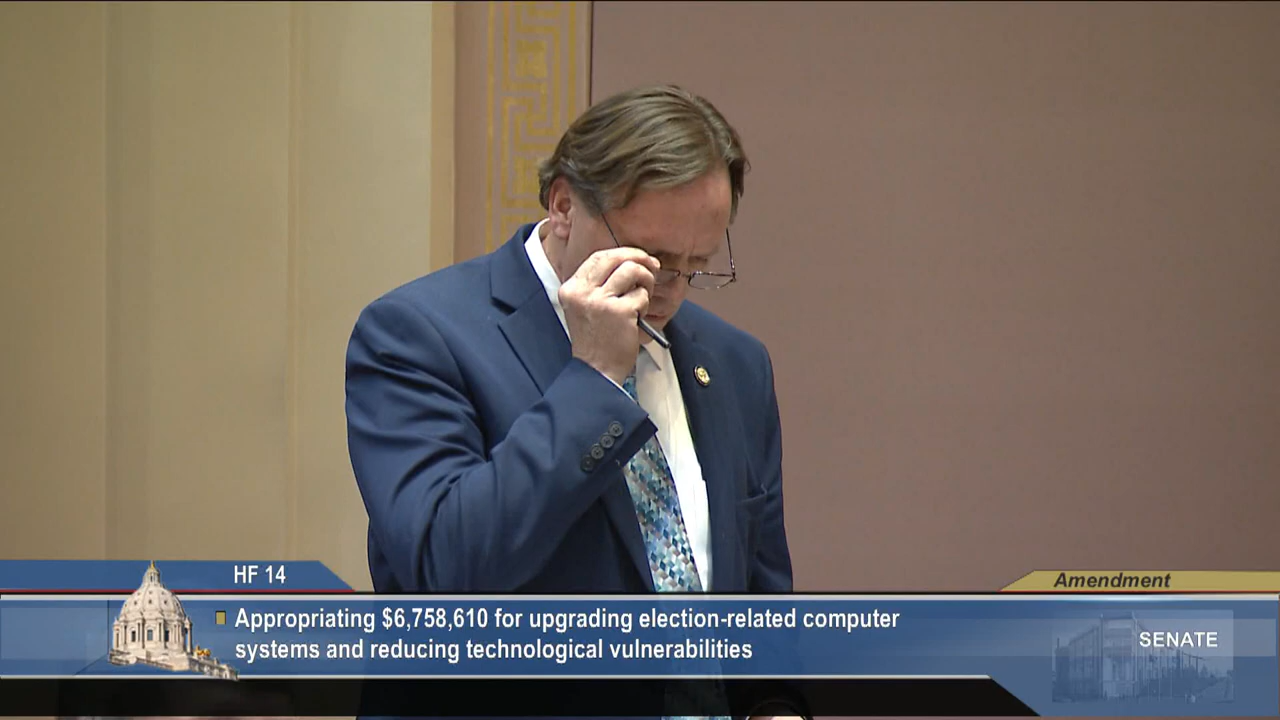 HF 14
Amendment
Appropriating $6,758,610 for upgrading election-related computer
systems and reducing technological vulnerabilities
SENATE